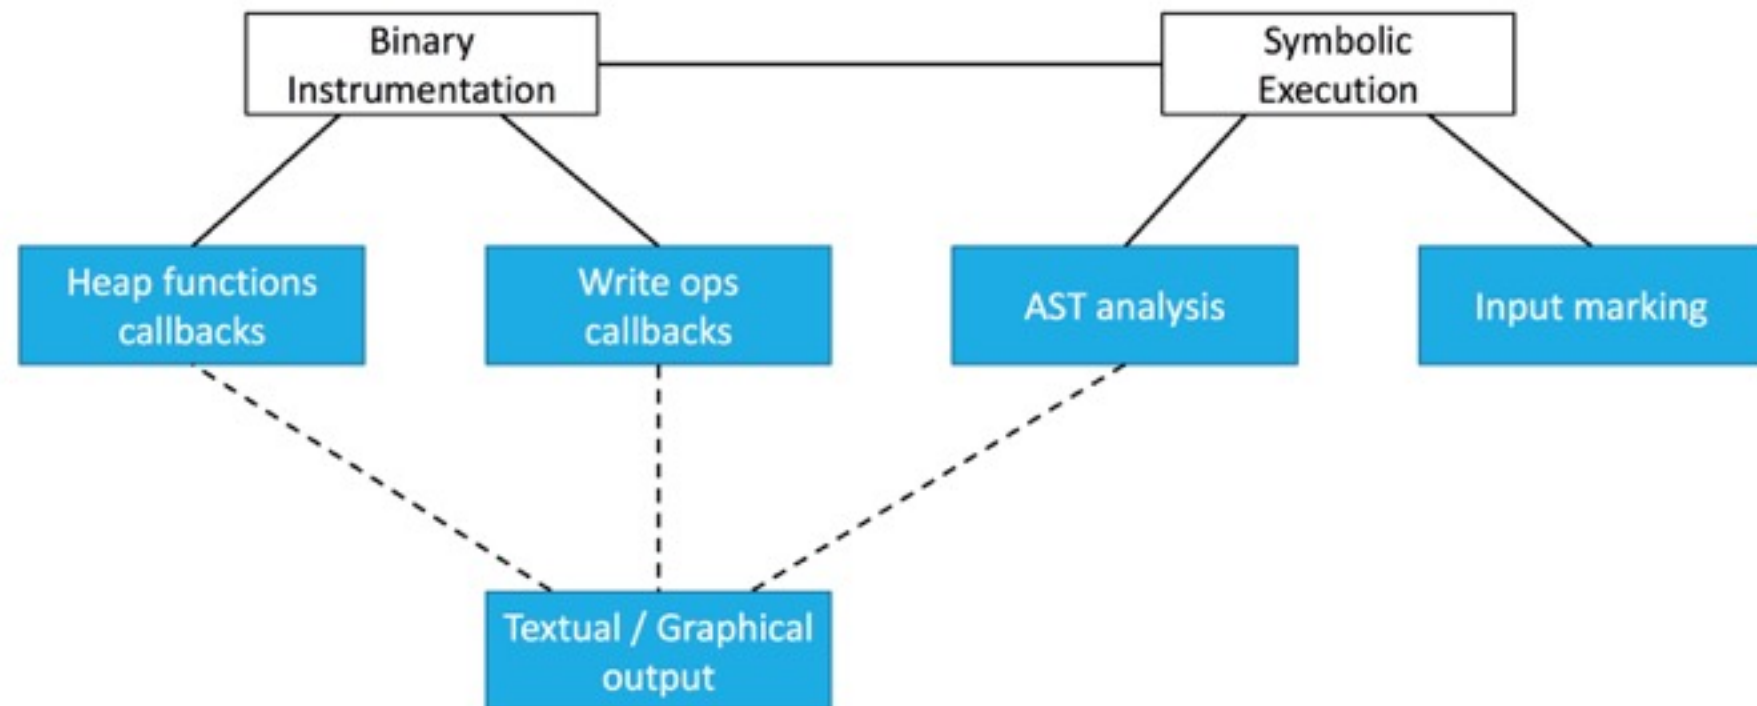 Binary
Instrumentation
Symbolic
Execution
Heap functions
callbacks
Write ops
callbacks
AST analysis
Input marking
Textual / Graphical
output